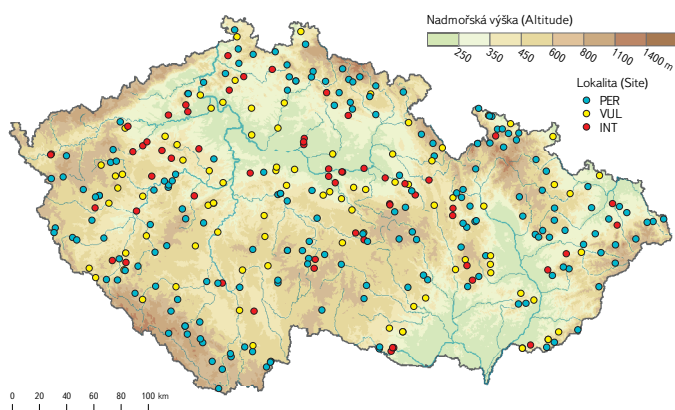 Nadmořská výška (Altitude)
250 350 450 600 800 1100 1400 m
Lokalita (Site)
PER
VUL
INT
0 20 40 60 80 100 km